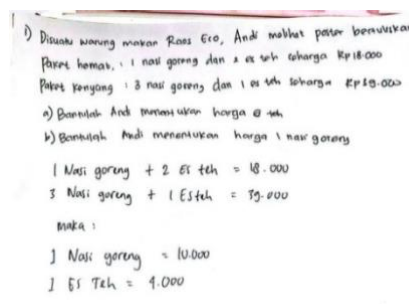 1) Disuatu warung makan Raos Eco, Andi melihat poster bertuliskan
Paket hemat, : 1 nasi goreng dan 2 es teh seharga Rp 18.000
Paket kenyang : 3 nasi goreng dan 1 es teh seharga Rp 39.000
a) Bantulah Andi menentukan harga es teh
b) Bantulah Andi menentukan harga 1 nasi goreng
1 Nasi goreng + 2 Es teh = 18.000
3 Nasi goreng + 1 Es teh = 39.000
maka :
1 Nasi goreng = 10.000
1 Es Teh = 4.000